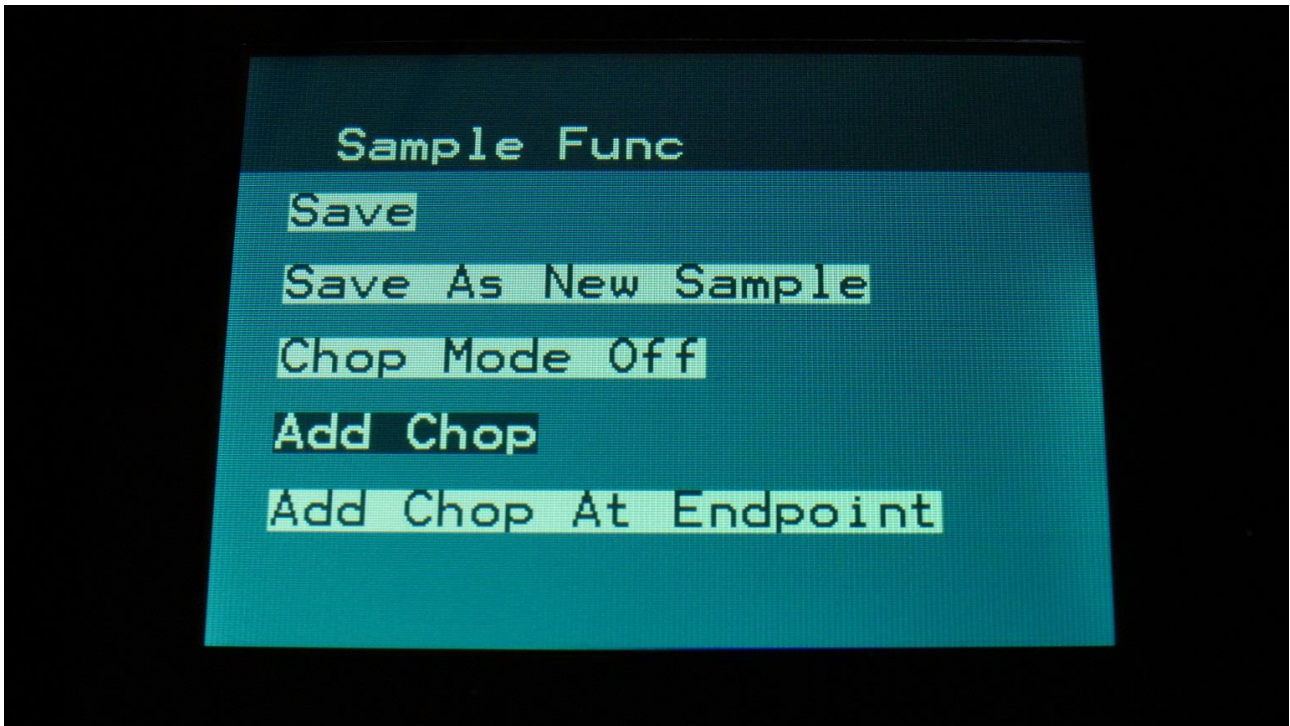 Sample Func
Save
Save As New Sample
Chop Mode Off
Add Chop
Add Chop At Endpoint